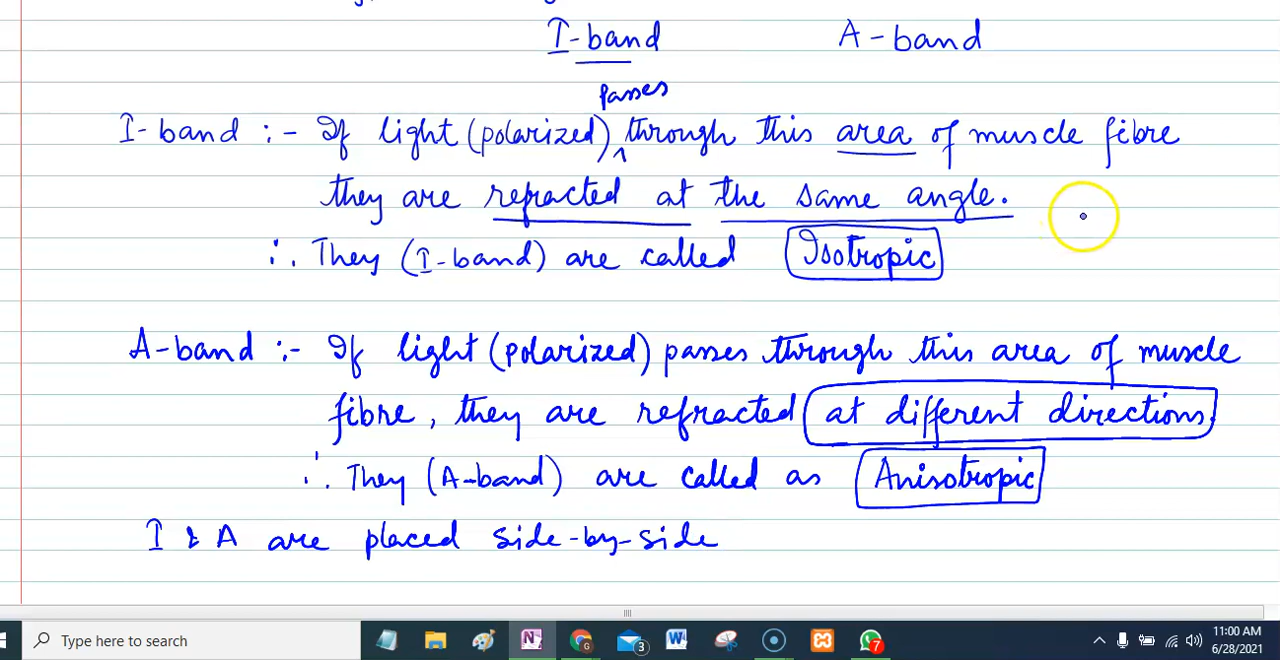 I-band A-band
passes
I-band :- If light (polarized) ^ through this area of muscle fibre
they are refracted at the same angle.
∴ They (I-band) are called Isotropic
A-band :- If light (polarized) passes through this area of muscle
fibre, they are refracted at different directions
∴ They (A-band) are called as Anisotropic
I & A are placed side-by-side
Type here to search
N
G
3
W
7
11:00 AM
6/28/2021